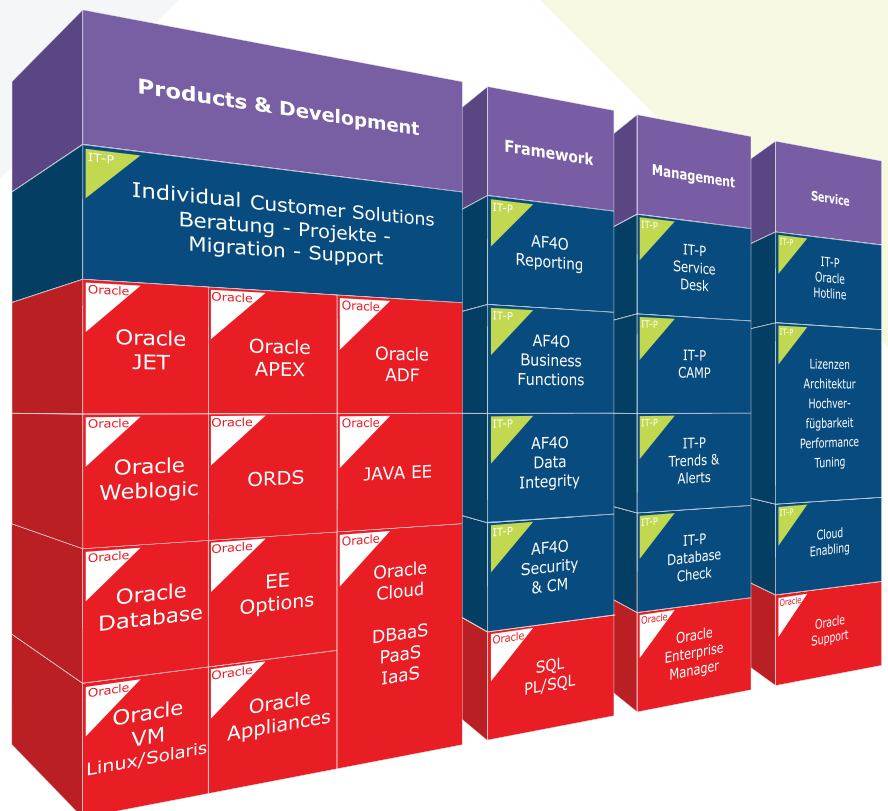 Products & Development
IT-P
Individual Customer Solutions
Beratung - Projekte -
Migration - Support
Oracle
Oracle
JET
Oracle
Oracle
APEX
Oracle
Oracle
ADF
Oracle
Oracle
Weblogic
Oracle
ORDS
Oracle
JAVA EE
Oracle
Oracle
Database
Oracle
EE
Options
Oracle
Oracle
Cloud
DBaaS
PaaS
IaaS
Oracle
Oracle
VM
Linux/Solaris
Oracle
Oracle
Appliances
Framework
IT-P
AF4O
Reporting
IT-P
AF4O
Business
Functions
IT-P
AF4O
Data
Integrity
IT-P
AF4O
Security
& CM
Oracle
SQL
PL/SQL
Management
IT-P
IT-P
Service
Desk
IT-P
IT-P
CAMP
IT-P
IT-P
Trends &
Alerts
IT-P
IT-P
Database
Check
Oracle
Oracle
Enterprise
Manager
Service
IT-P
IT-P
Oracle
Hotline
IT-P
Lizenzen
Architektur
Hochver-
fügbarkeit
Performance
Tuning
IT-P
Cloud
Enabling
Oracle
Oracle
Support